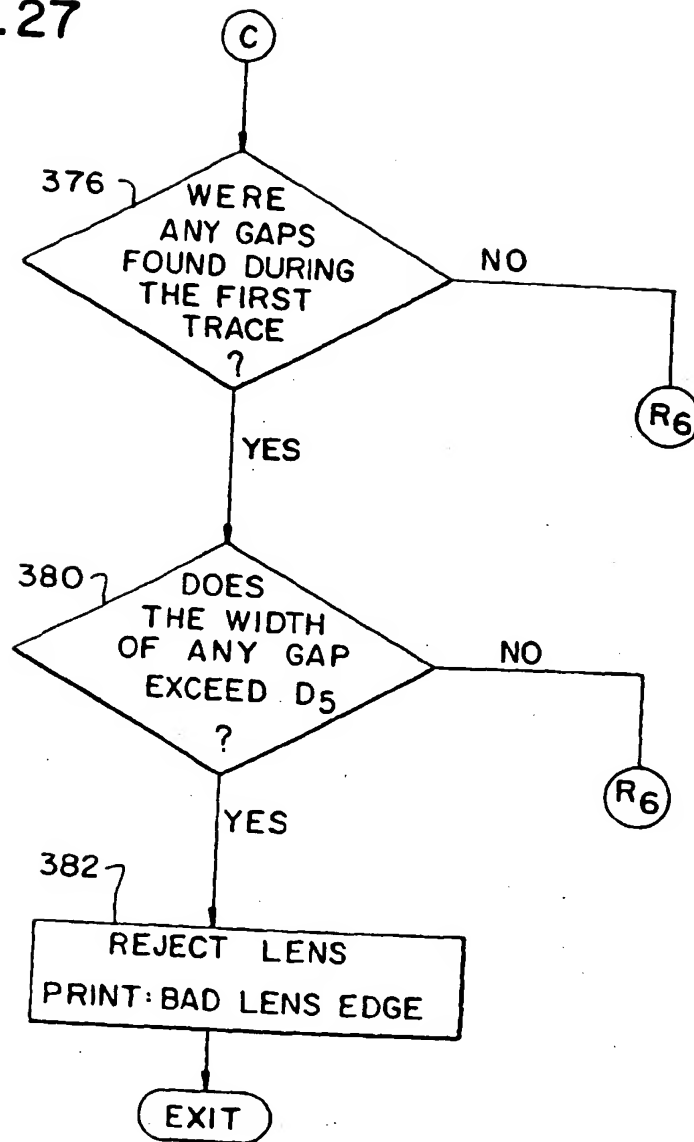 .27
C
376
WERE
ANY GAPS
FOUND DURING
THE FIRST
TRACE
?
NO
R6
YES
380
DOES
THE WIDTH
OF ANY GAP
EXCEED D5
?
NO
R6
YES
382
REJECT LENS
PRINT: BAD LENS EDGE
EXIT